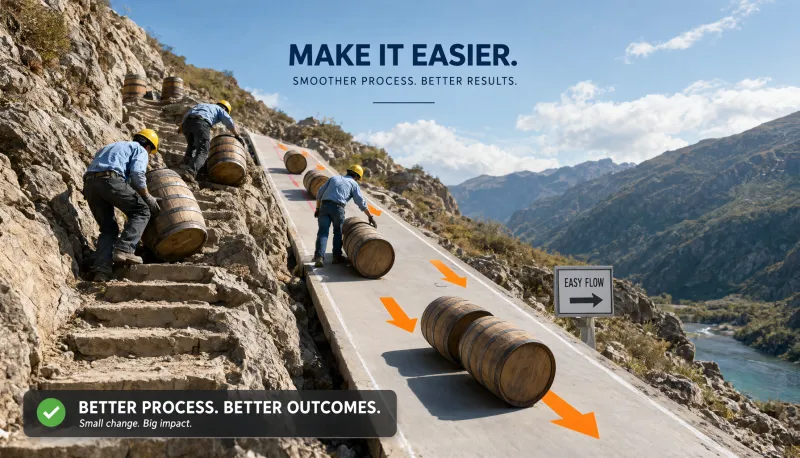 MAKE IT EASIER.
SMOOTHER PROCESS. BETTER RESULTS.
EASY FLOW
BETTER PROCESS. BETTER OUTCOMES.
Small change. Big impact.